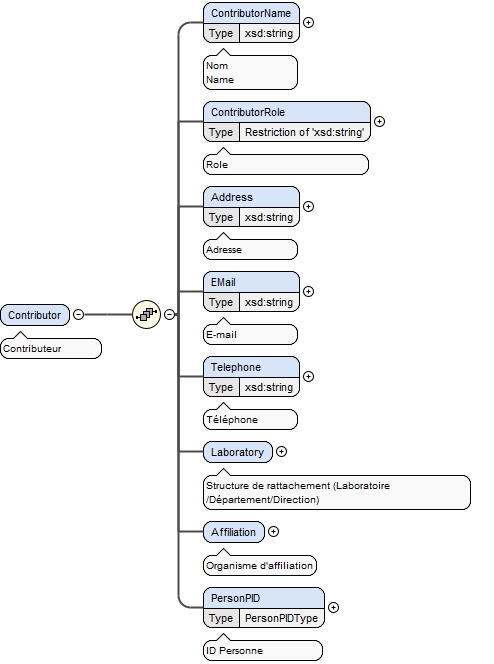 ContributorName
Type xsd:string
Nom
Name
ContributorRole
Type Restriction of 'xsd:string'
Role
Address
Type xsd:string
Adresse
EMail
Type xsd:string
E-mail
Contributor
Contributeur
Telephone
Type xsd:string
Téléphone
Laboratory
Structure de rattachement (Laboratoire
/Département/Direction)
Affiliation
Organisme d'affiliation
PersonPID
Type PersonPIDType
ID Personne